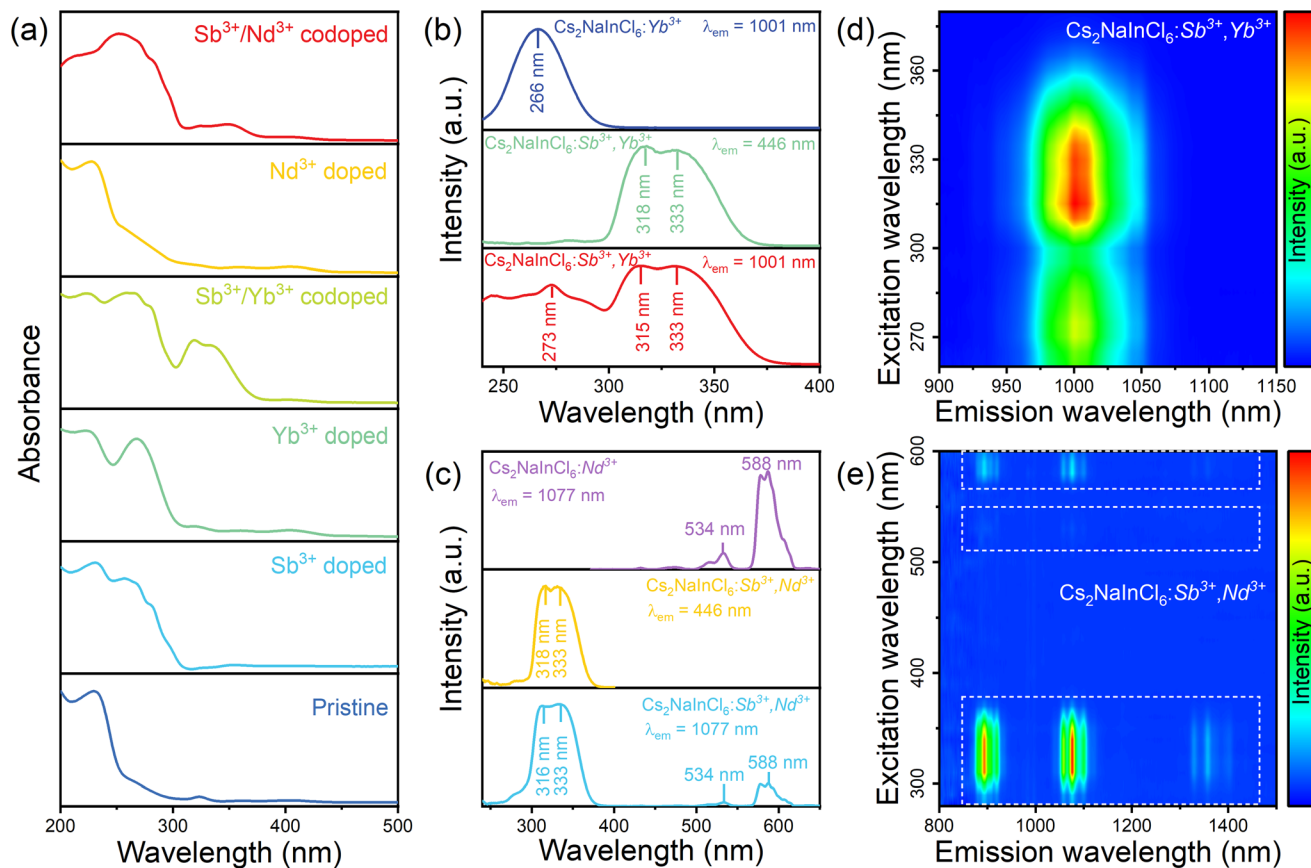 (a)
Sb³⁺/Nd³⁺ codoped
Nd³⁺ doped
Sb³⁺/Yb³⁺ codoped
Yb³⁺ doped
Sb³⁺ doped
Pristine
Absorbance
200 300 400 500
Wavelength (nm)
(b)
Cs₂NaInCl₆:Yb³⁺ λₑₘ = 1001 nm
266 nm
Cs₂NaInCl₆:Sb³⁺,Yb³⁺ λₑₘ = 446 nm
318 nm
333 nm
Cs₂NaInCl₆:Sb³⁺,Yb³⁺ λₑₘ = 1001 nm
273 nm
315 nm
333 nm
Intensity (a.u.)
250 300 350 400
Wavelength (nm)
(c)
Cs₂NaInCl₆:Nd³⁺
λₑₘ = 1077 nm
534 nm
588 nm
Cs₂NaInCl₆:Sb³⁺,Nd³⁺
λₑₘ = 446 nm
318 nm
333 nm
Cs₂NaInCl₆:Sb³⁺,Nd³⁺
λₑₘ = 1077 nm
316 nm
333 nm
534 nm
588 nm
Intensity (a.u.)
300 400 500 600
Wavelength (nm)
(d)
Cs₂NaInCl₆:Sb³⁺,Yb³⁺
Excitation wavelength (nm)
360
330
300
270
900 950 1000 1050 1100 1150
Emission wavelength (nm)
Intensity (a.u.)
(e)
Cs₂NaInCl₆:Sb³⁺,Nd³⁺
Excitation wavelength (nm)
600
500
400
300
800 1000 1200 1400
Emission wavelength (nm)
Intensity (a.u.)